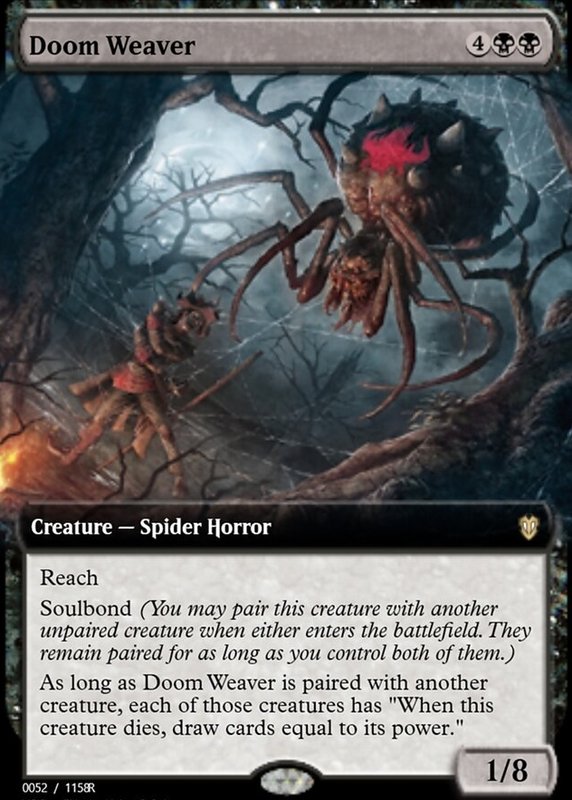 Doom Weaver 4
Creature — Spider Horror
Reach
Soulbond (You may pair this creature with another
unpaired creature when either enters the battlefield. They
remain paired for as long as you control both of them.)
As long as Doom Weaver is paired with another
creature, each of those creatures has "When this
creature dies, draw cards equal to its power."
1/8
0052 / 1158R